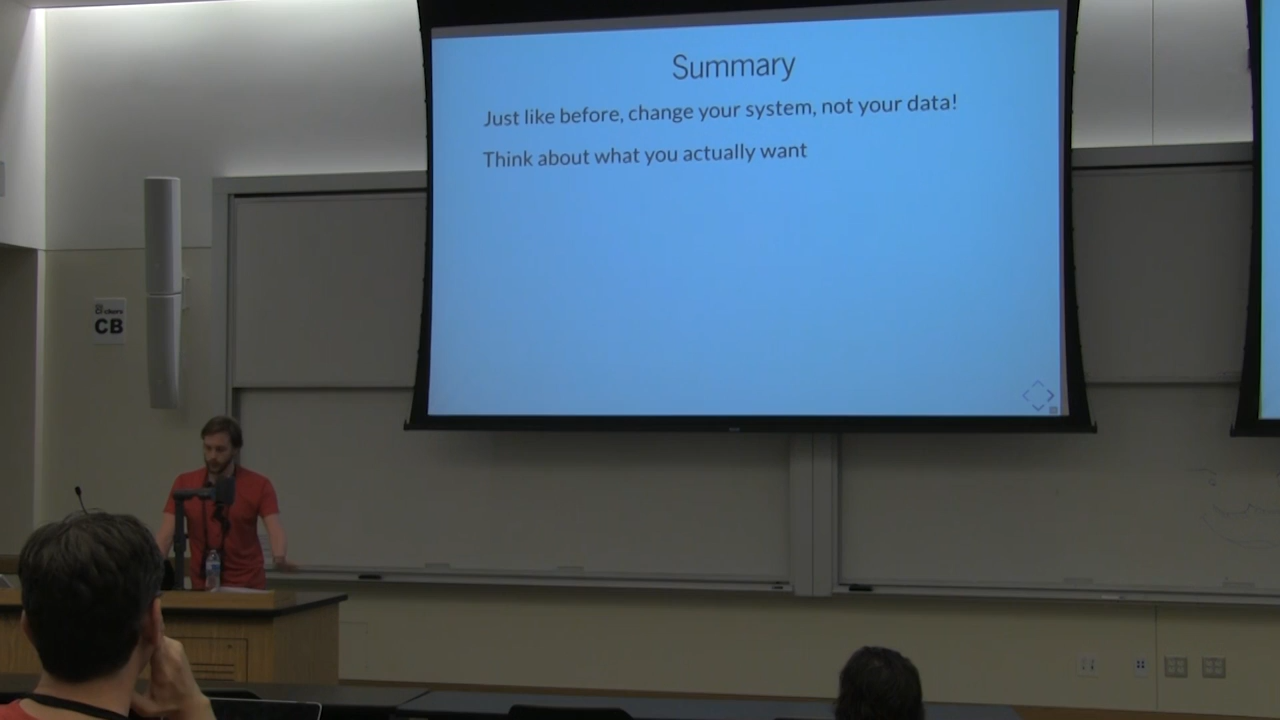 Summary
Just like before, change your system, not your data!
Think about what you actually want
CB